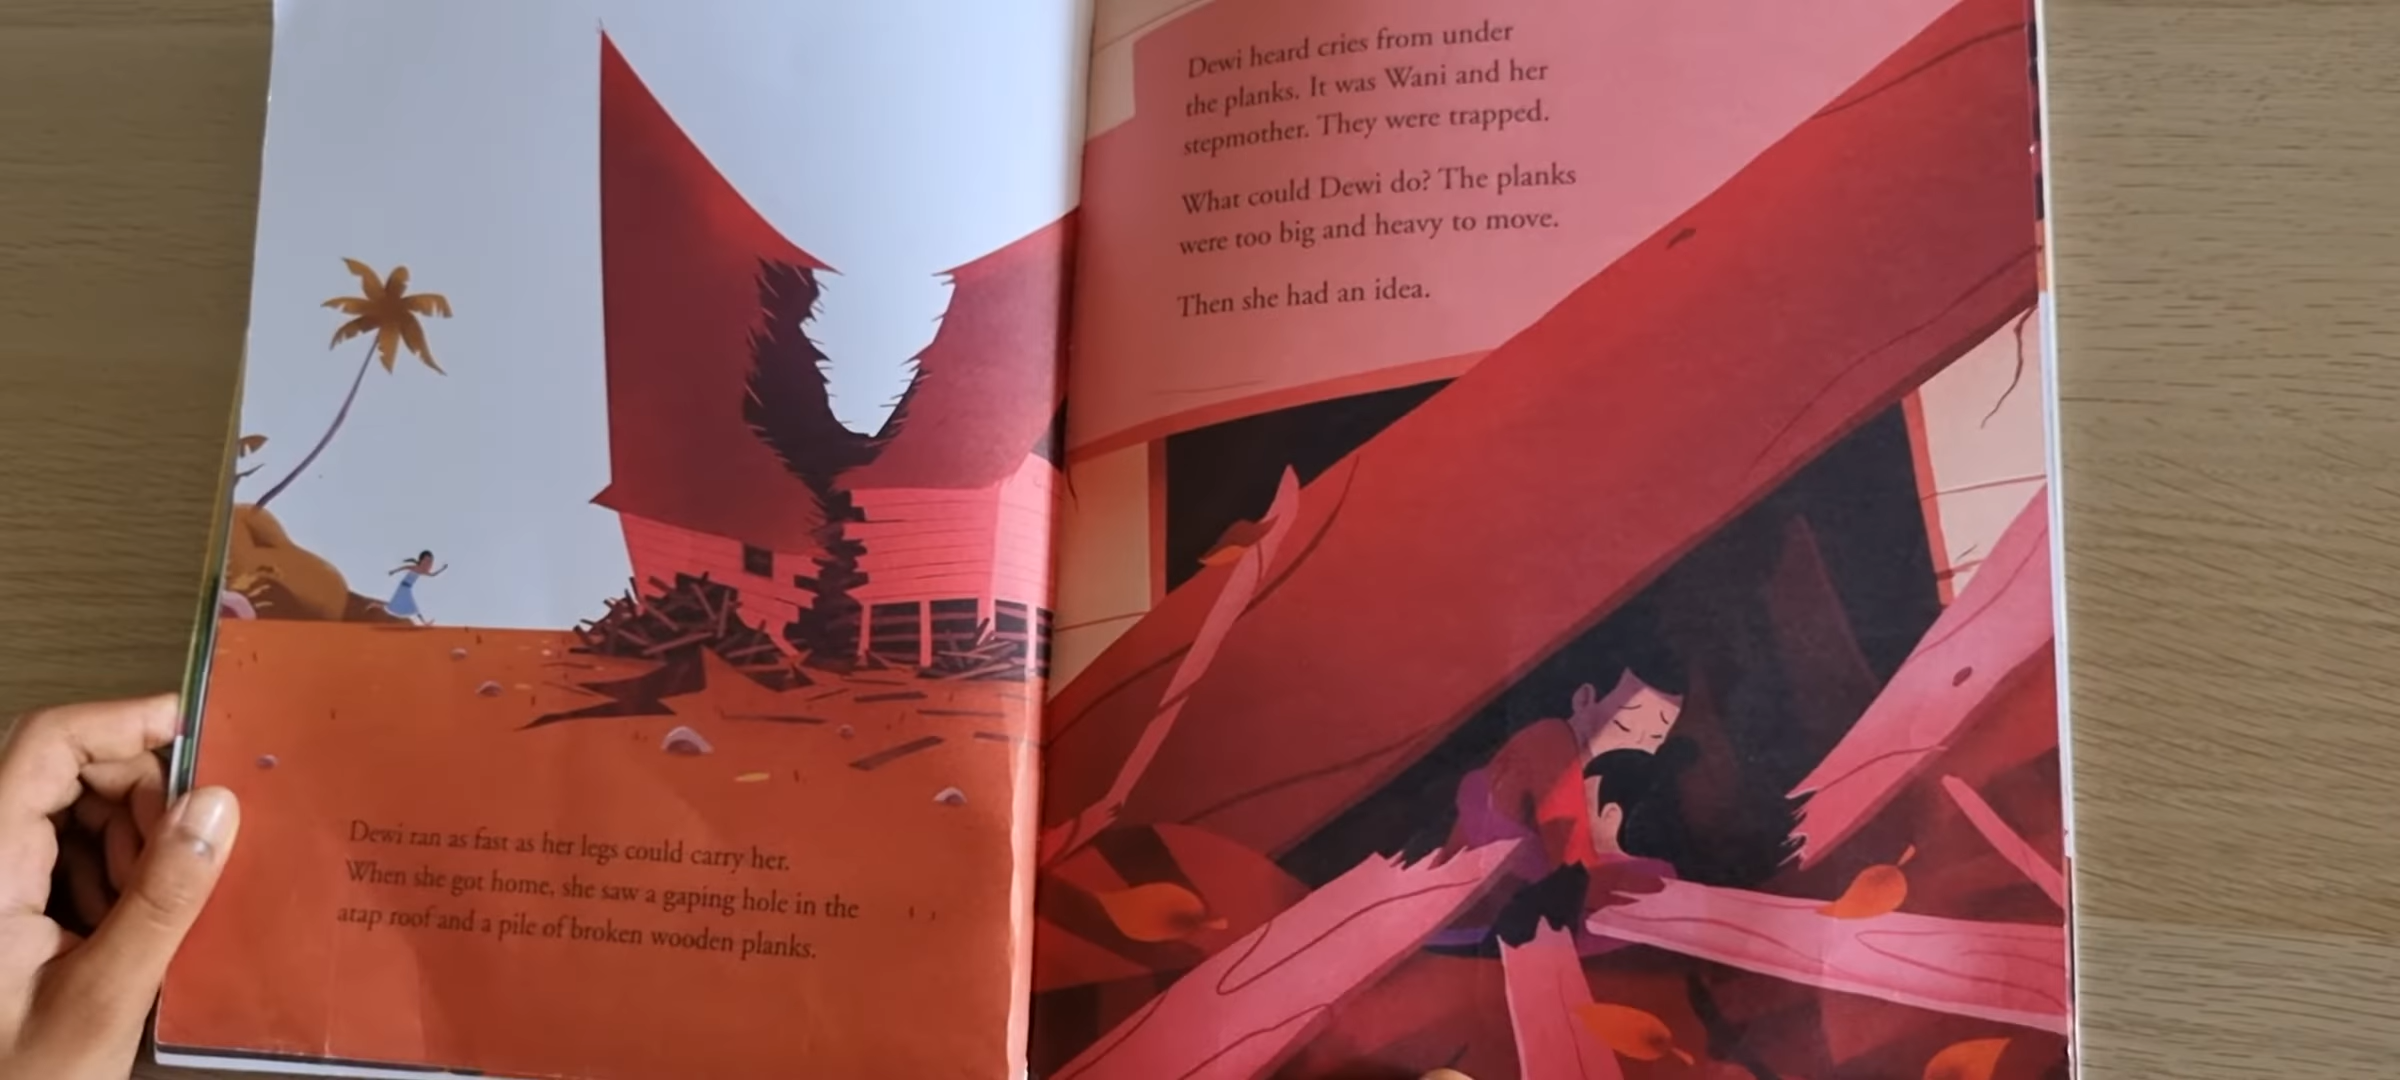 Dewi ran as fast as her legs could carry her.
When she got home, she saw a gaping hole in the
atap roof and a pile of broken wooden planks.
Dewi heard cries from under
the planks. It was Wani and her
stepmother. They were trapped.
What could Dewi do? The planks
were too big and heavy to move.
Then she had an idea.